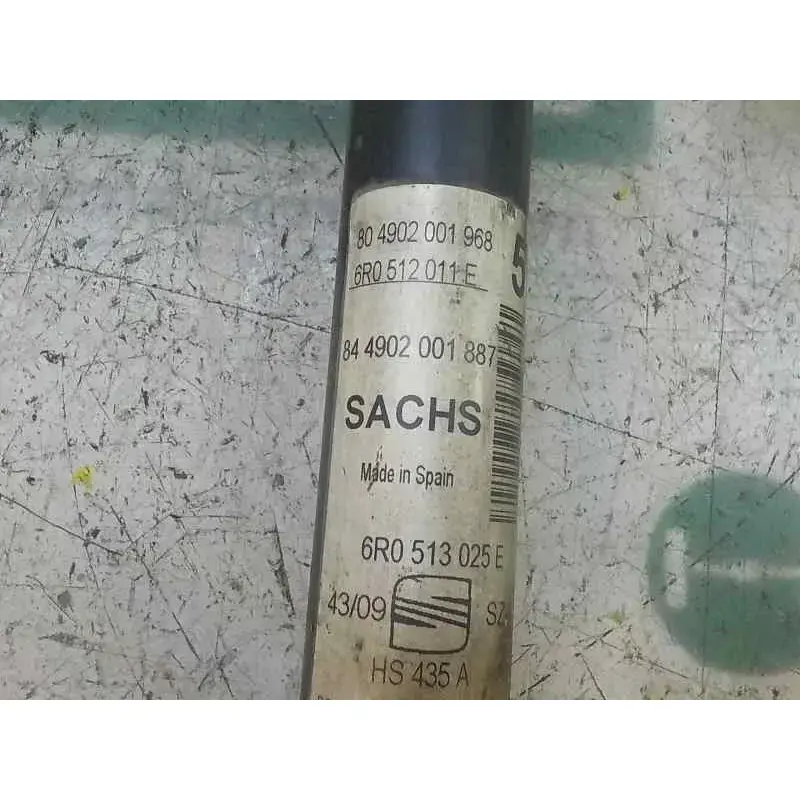 80 4902 001 968
6R0 512 011 E
5
84 4902 001 887
SACHS
Made in Spain
6R0 513 025 E
43/09
HS 435 A